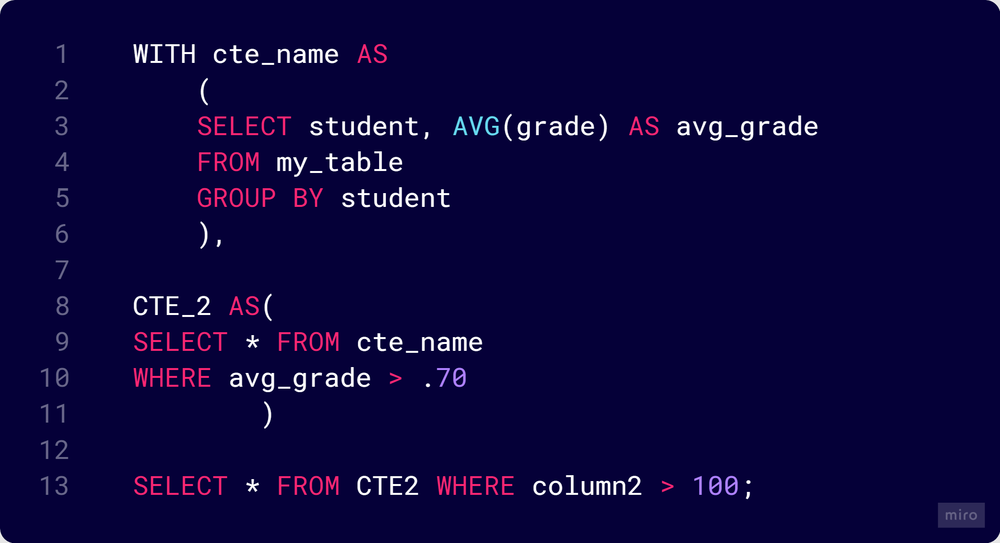 1 WITH cte_name AS
2 (
3 SELECT student, AVG(grade) AS avg_grade
4 FROM my_table
5 GROUP BY student
6 ),
7
8 CTE_2 AS(
9 SELECT * FROM cte_name
10 WHERE avg_grade > .70
11 )
12
13 SELECT * FROM CTE2 WHERE column2 > 100;
miro